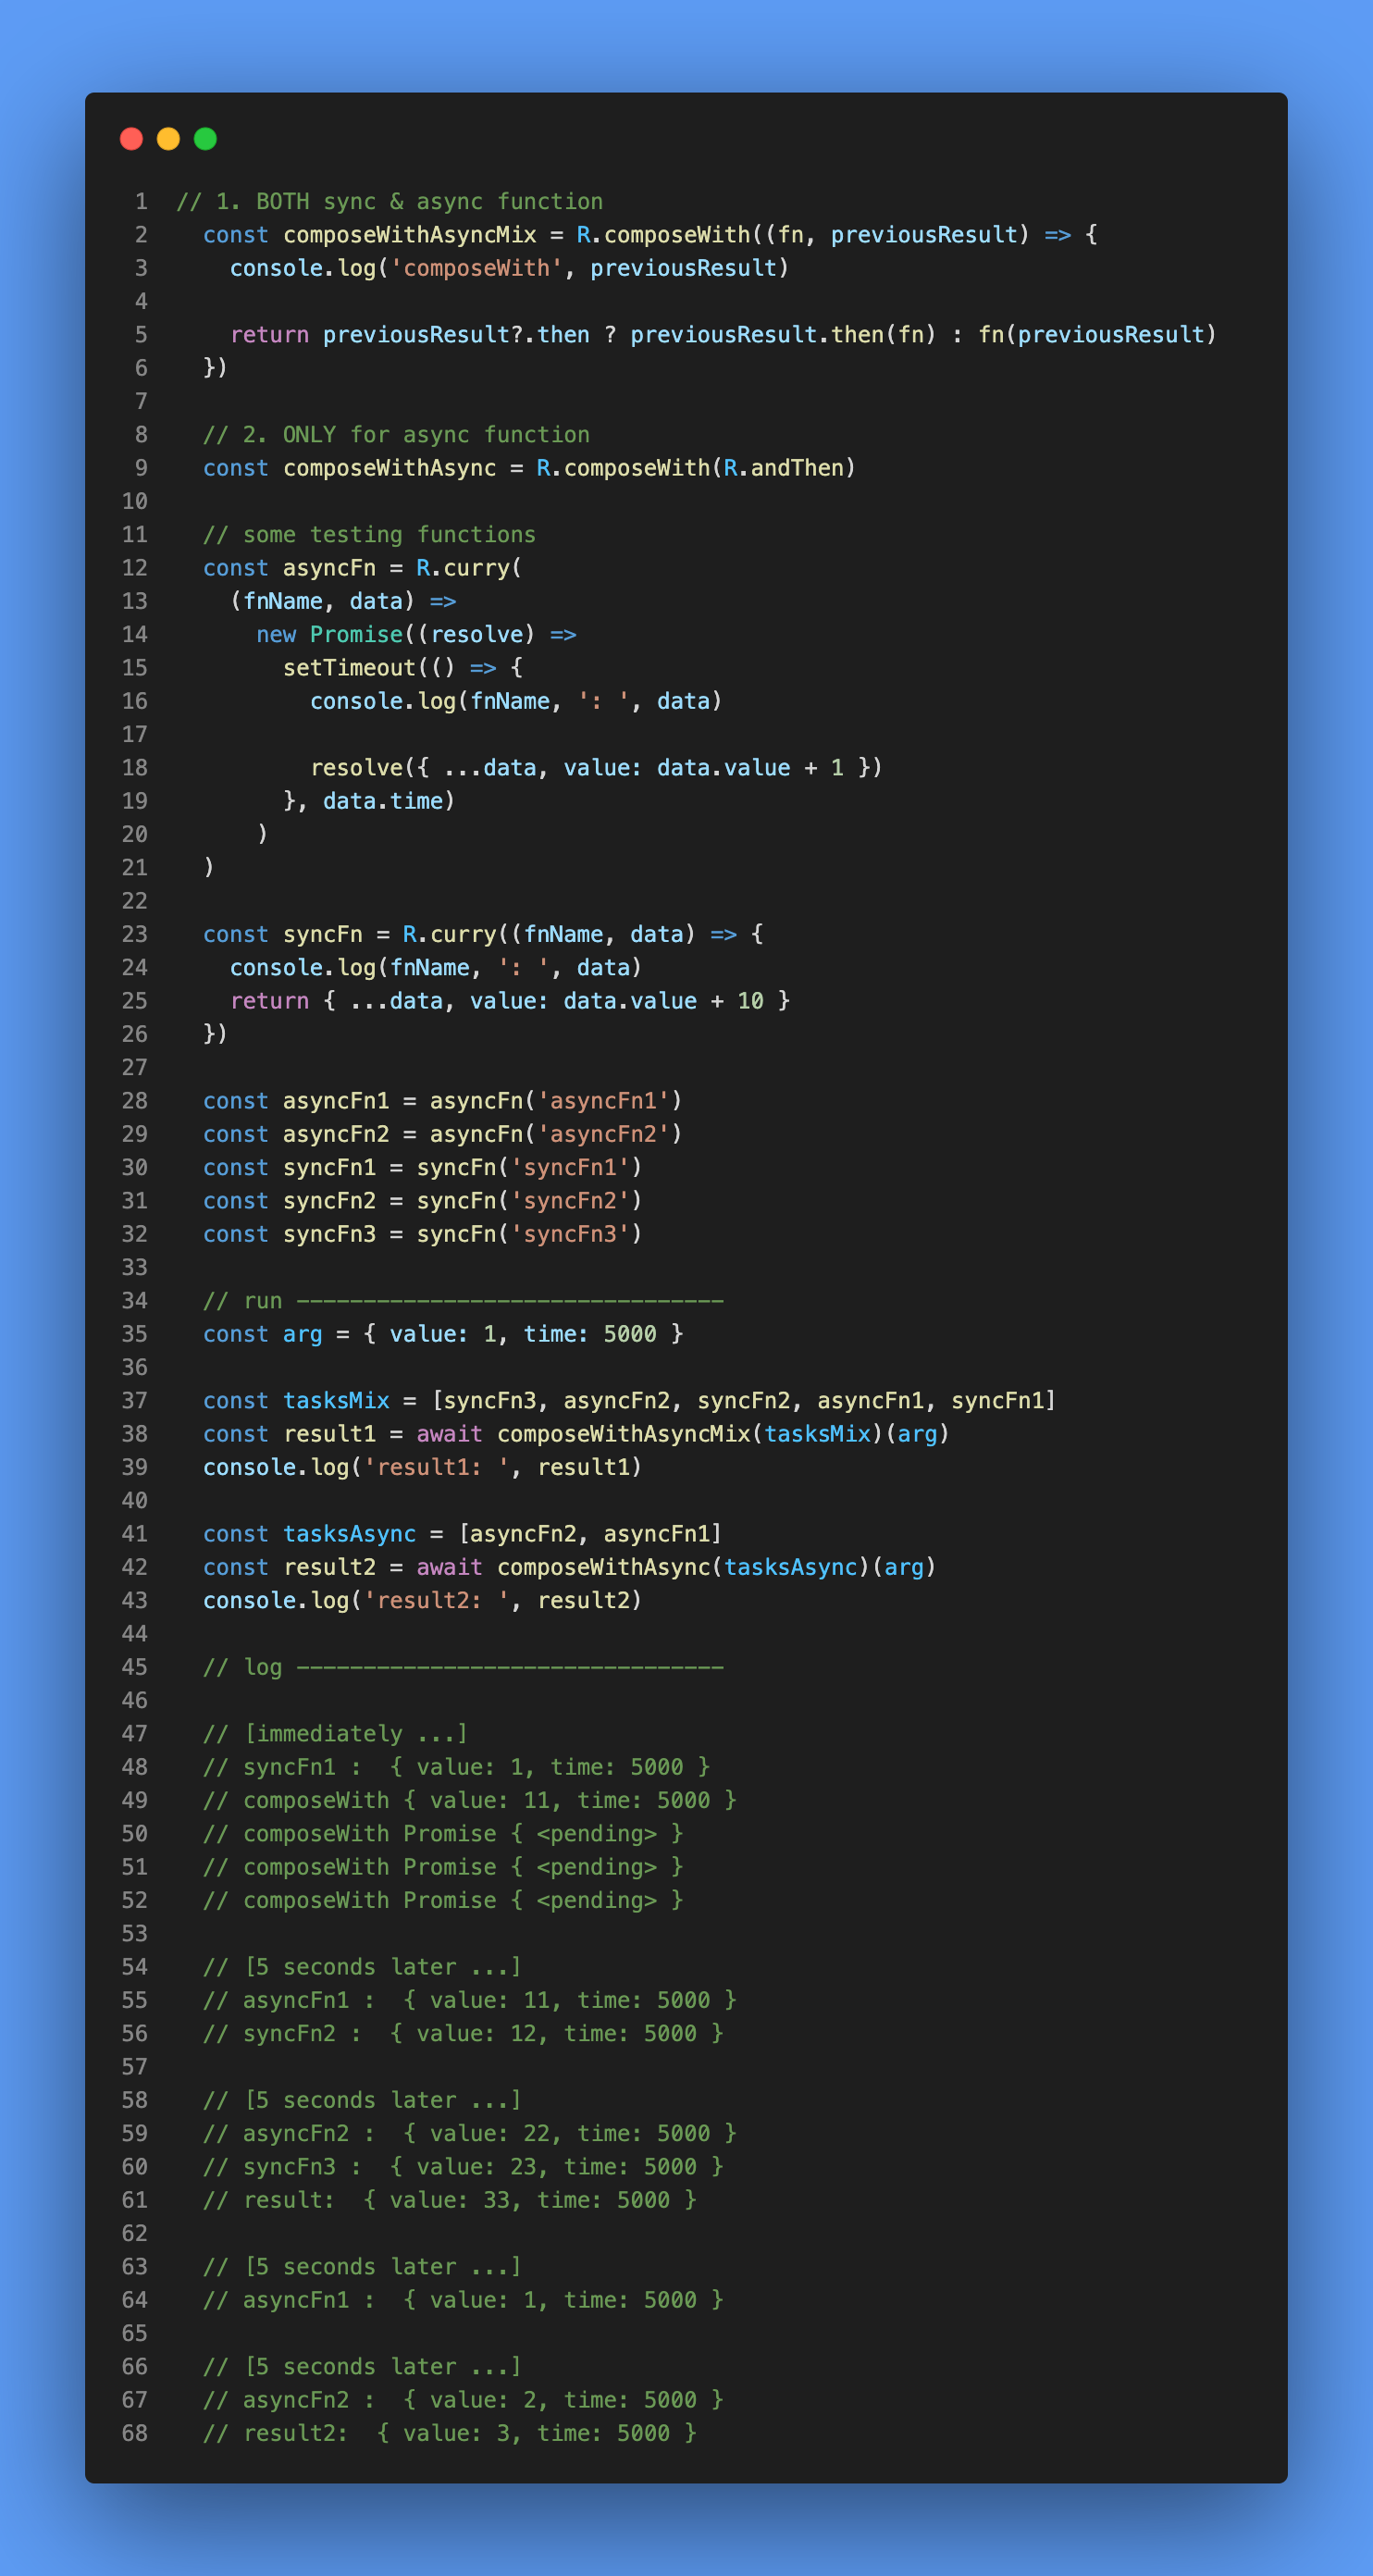 1 // 1. BOTH sync & async function
2   const composeWithAsyncMix = R.composeWith((fn, previousResult) => {
3     console.log('composeWith', previousResult)
4
5     return previousResult?.then ? previousResult.then(fn) : fn(previousResult)
6   })
7
8   // 2. ONLY for async function
9   const composeWithAsync = R.composeWith(R.andThen)
10
11   // some testing functions
12   const asyncFn = R.curry(
13     (fnName, data) =>
14       new Promise((resolve) =>
15         setTimeout(() => {
16           console.log(fnName, ': ', data)
17
18           resolve({ ...data, value: data.value + 1 })
19         }, data.time)
20       )
21   )
22
23   const syncFn = R.curry((fnName, data) => {
24     console.log(fnName, ': ', data)
25     return { ...data, value: data.value + 10 }
26   })
27
28   const asyncFn1 = asyncFn('asyncFn1')
29   const asyncFn2 = asyncFn('asyncFn2')
30   const syncFn1 = syncFn('syncFn1')
31   const syncFn2 = syncFn('syncFn2')
32   const syncFn3 = syncFn('syncFn3')
33
34   // run --------------------------------
35   const arg = { value: 1, time: 5000 }
36
37   const tasksMix = [syncFn3, asyncFn2, syncFn2, asyncFn1, syncFn1]
38   const result1 = await composeWithAsyncMix(tasksMix)(arg)
39   console.log('result1: ', result1)
40
41   const tasksAsync = [asyncFn2, asyncFn1]
42   const result2 = await composeWithAsync(tasksAsync)(arg)
43   console.log('result2: ', result2)
44
45   // log --------------------------------
46
47   // [immediately ...]
48   // syncFn1 :  { value: 1, time: 5000 }
49   // composeWith { value: 11, time: 5000 }
50   // composeWith Promise { <pending> }
51   // composeWith Promise { <pending> }
52   // composeWith Promise { <pending> }
53
54   // [5 seconds later ...]
55   // asyncFn1 :  { value: 11, time: 5000 }
56   // syncFn2 :  { value: 12, time: 5000 }
57
58   // [5 seconds later ...]
59   // asyncFn2 :  { value: 22, time: 5000 }
60   // syncFn3 :  { value: 23, time: 5000 }
61   // result:  { value: 33, time: 5000 }
62
63   // [5 seconds later ...]
64   // asyncFn1 :  { value: 1, time: 5000 }
65
66   // [5 seconds later ...]
67   // asyncFn2 :  { value: 2, time: 5000 }
68   // result2:  { value: 3, time: 5000 }